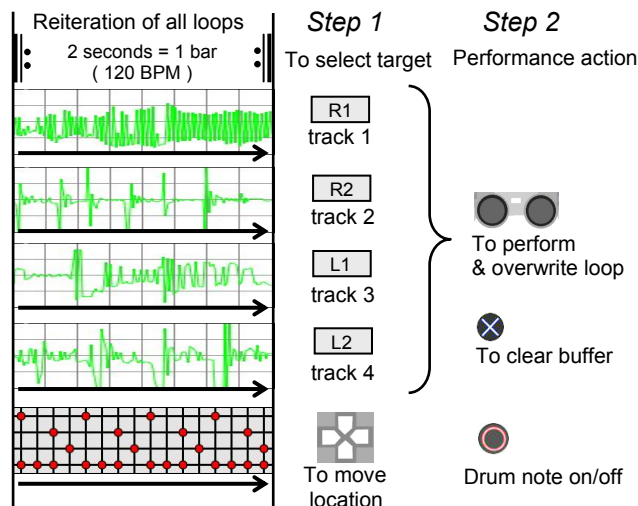 Reiteration of all loops
2 seconds = 1 bar
( 120 BPM )
Step 1
To select target
R1
track 1
R2
track 2
L1
track 3
L2
track 4
To move
location
Step 2
Performance action
To perform
& overwrite loop
To clear buffer
Drum note on/off